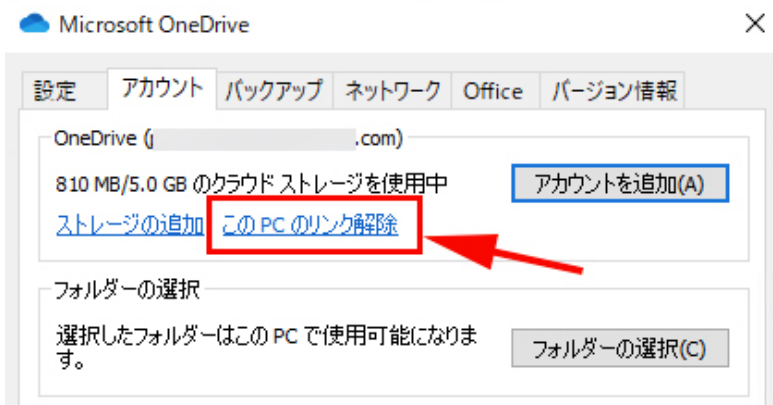 Microsoft OneDrive
設定 アカウント バックアップ ネットワーク Office バージョン情報
OneDrive ( .com)
810 MB/5.0 GB のクラウド ストレージを使用中 アカウントを追加(A)
ストレージの追加 この PC のリンク解除
フォルダーの選択
選択したフォルダーはこの PC で使用可能になりま
す。
フォルダーの選択(C)